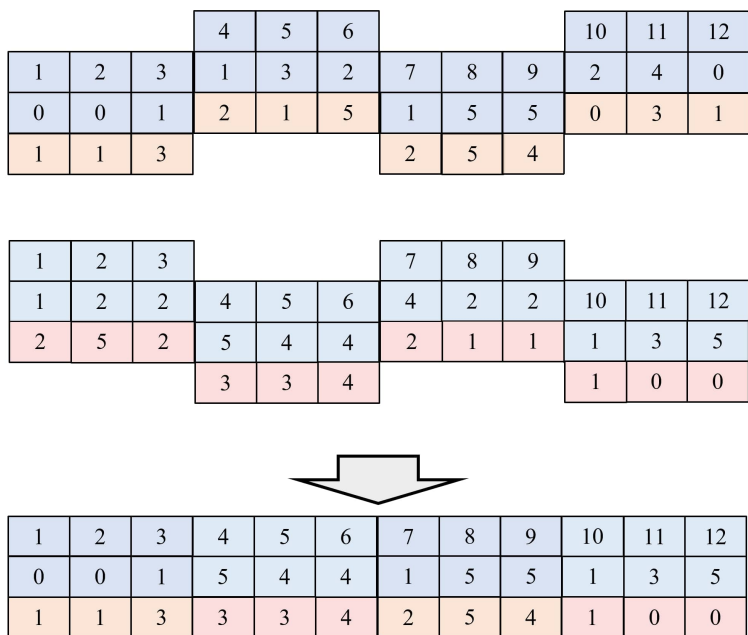 4 5 6 10 11 12
1 2 3 1 3 2 7 8 9 2 4 0
0 0 1 2 1 5 1 5 5 0 3 1
1 1 3 2 5 4
1 2 3 7 8 9
1 2 2 4 5 6 4 2 2 10 11 12
2 5 2 5 4 4 2 1 1 1 3 5
3 3 4 1 0 0
1 2 3 4 5 6 7 8 9 10 11 12
0 0 1 5 4 4 1 5 5 1 3 5
1 1 3 3 3 4 2 5 4 1 0 0